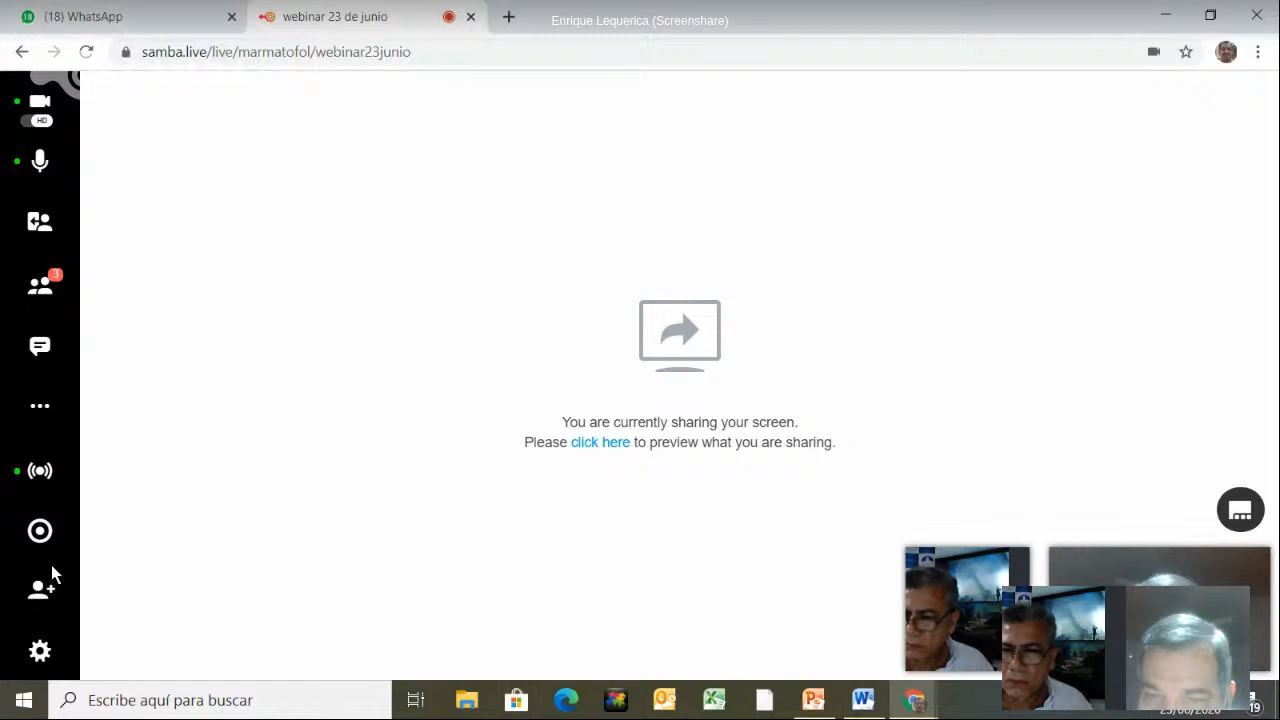 (18) WhatsApp
webinar 23 de junio
Enrique Lequerica (Screenshare)
samba.live/live/marmatofol/webinar23junio
HD
3
You are currently sharing your screen.
Please click here to preview what you are sharing.
Escribe aquí para buscar
19